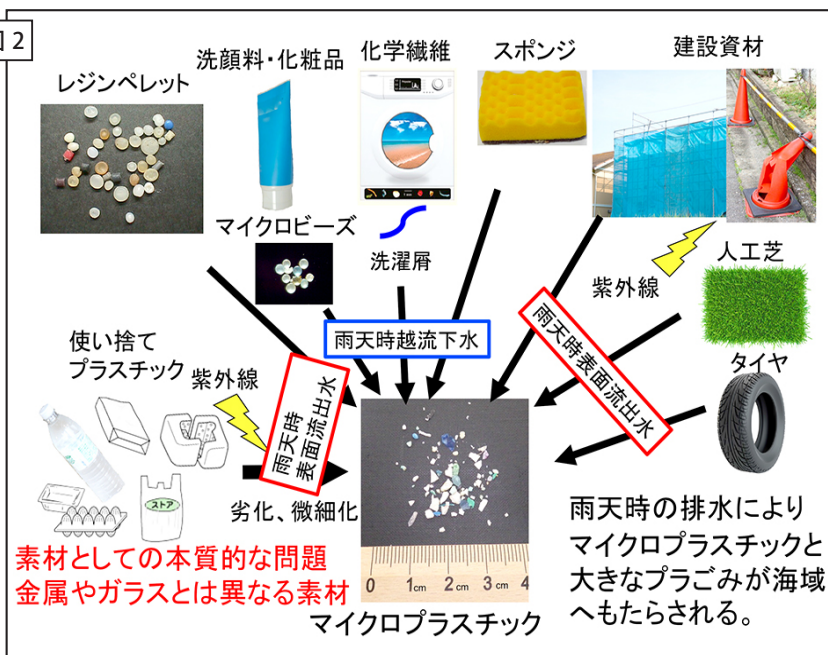 図2
レジンペレット
洗顔料・化粧品
化学繊維
スポンジ
建設資材
マイクロビーズ
洗濯屑
紫外線
人工芝
雨天時越流下水
雨天時表面流出水
タイヤ
使い捨て
プラスチック
紫外線
雨天時
表面流出水
ストア
劣化、微細化
素材としての本質的な問題
金属やガラスとは異なる素材
0 1cm 2cm 3cm 4
マイクロプラスチック
雨天時の排水により
マイクロプラスチックと
大きなプラごみが海域
へもたらされる。